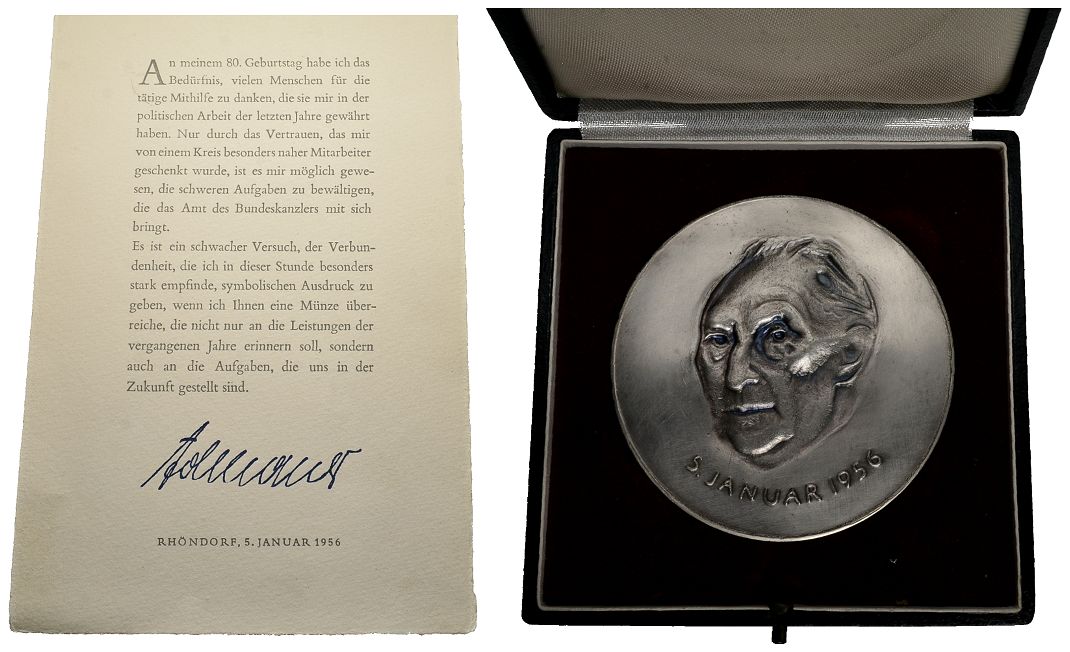 An meinem 80. Geburtstag habe ich das
Bedürfnis, vielen Menschen für die
tätige Mithilfe zu danken, die sie mir in der
politischen Arbeit der letzten Jahre gewährt
haben. Nur durch das Vertrauen, das mir
von einem Kreis besonders naher Mitarbeiter
geschenkt wurde, ist es mir möglich gewe-
sen, die schweren Aufgaben zu bewältigen,
die das Amt des Bundeskanzlers mit sich
bringt.
Es ist ein schwacher Versuch, der Verbun-
denheit, die ich in dieser Stunde besonders
stark empfinde, symbolischen Ausdruck zu
geben, wenn ich Ihnen eine Münze über-
reiche, die nicht nur an die Leistungen der
vergangenen Jahre erinnern soll, sondern
auch an die Aufgaben, die uns in der
Zukunft gestellt sind.
Adenauer
RHÖNDORF, 5. JANUAR 1956
5. JANUAR 1956